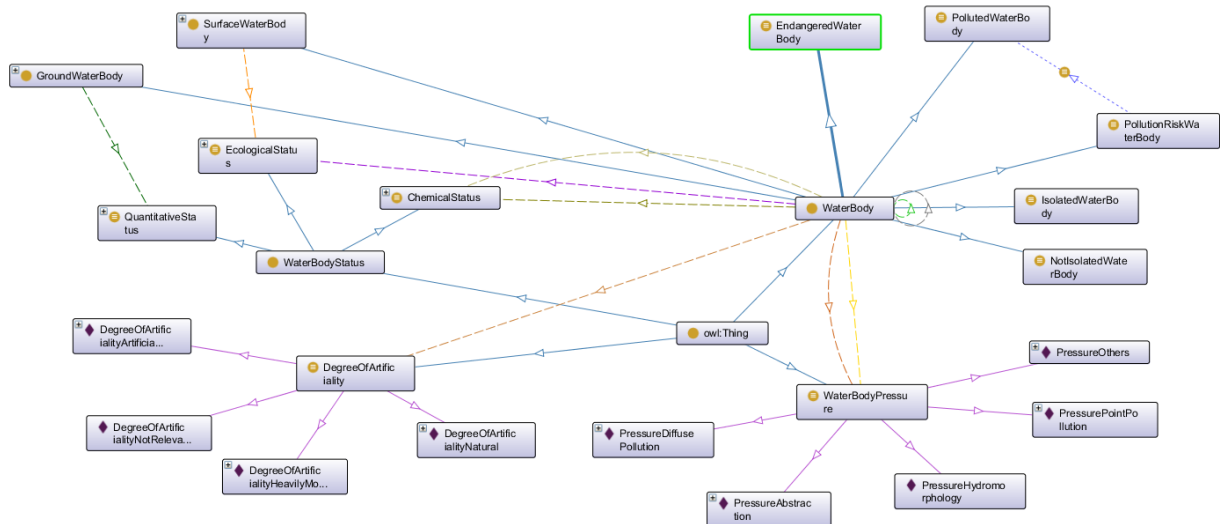 SurfaceWaterBod
y
EndangeredWater
Body
PollutedWaterBo
dy
GroundWaterBody
PollutionRiskWa
terBody
EcologicalStatu
s
ChemicalStatus
WaterBody
IsolatedWaterBo
dy
QuantitativeSta
tus
WaterBodyStatus
NotIsolatedWate
rBody
owl:Thing
DegreeOfArtific
ialityArtificia...
DegreeOfArtific
iality
PressureOthers
WaterBodyPressu
re
DegreeOfArtific
ialityNotReleva...
DegreeOfArtific
ialityNatural
PressureDiffuse
Pollution
PressurePointPo
llution
DegreeOfArtific
ialityHeavilyMo...
PressureAbstrac
tion
PressureHydromo
rphology